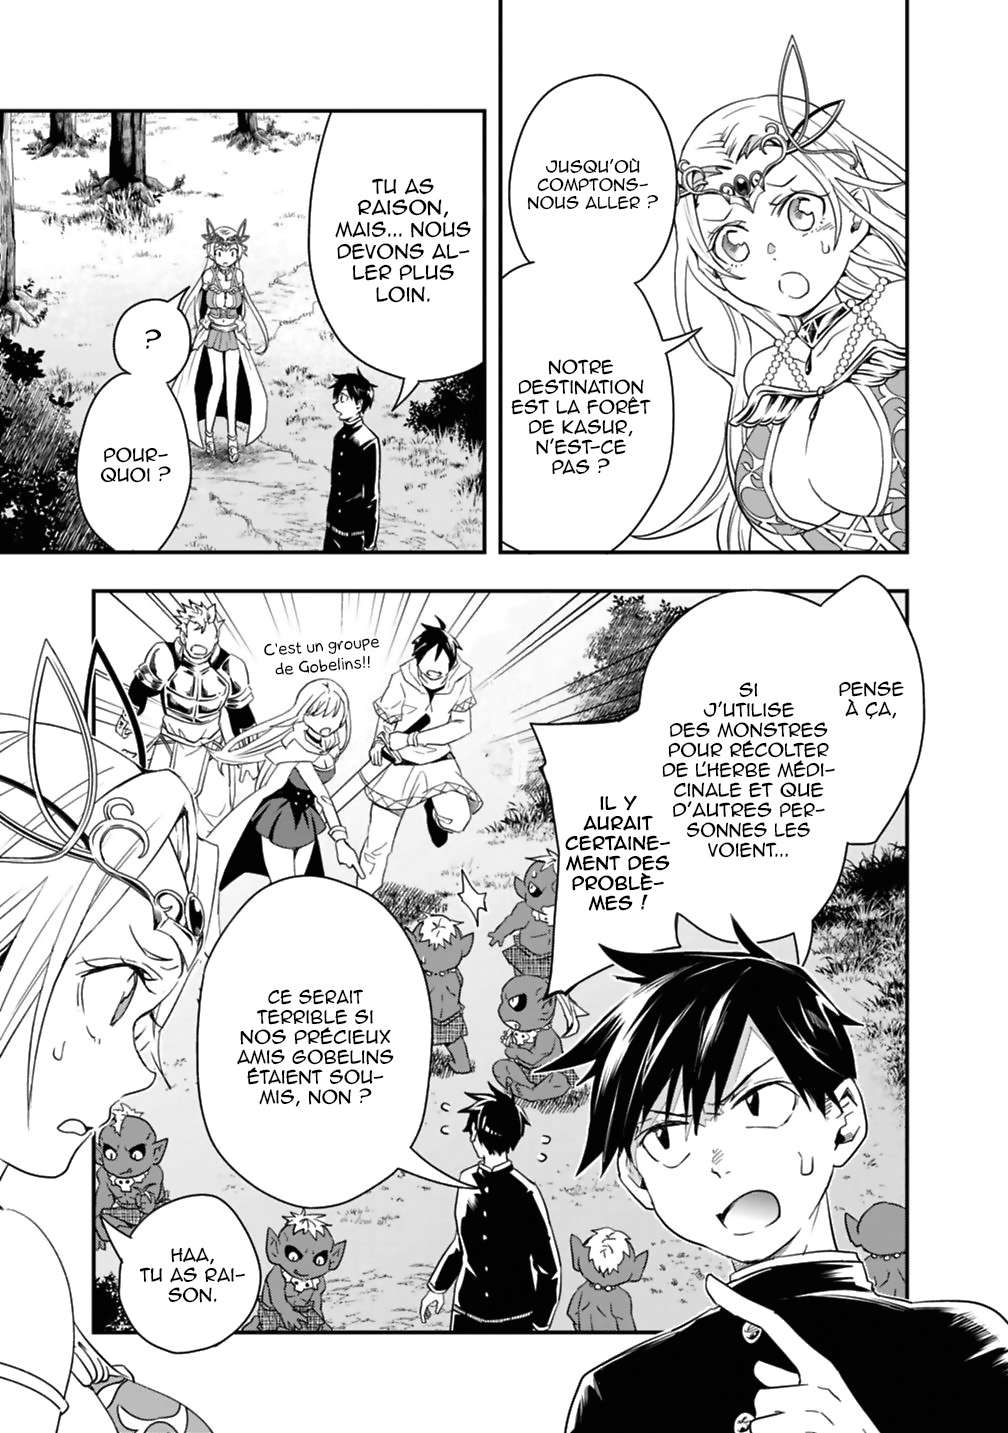 JUSQU'OÙ
COMPTONS-
NOUS ALLER ?
NOTRE
DESTINATION
EST LA FORÊT
DE KASUR,
N'EST-CE
PAS ?
TU AS
RAISON,
MAIS... NOUS
DEVONS AL-
LER PLUS
LOIN.
?
POUR-
QUOI ?
PENSE
À ÇA,
SI
J'UTILISE
DES MONSTRES
POUR RÉCOLTER
DE L'HERBE MÉDI-
CINALE ET QUE
D'AUTRES PER-
SONNES LES
VOIENT...
IL Y
AURAIT
CERTAINE-
MENT DES
PROBLÈ-
MES !
C'est un groupe
de Gobelins!!
CE SERAIT
TERRIBLE SI
NOS PRÉCIEUX
AMIS GOBELINS
ÉTAIENT SOU-
MIS, NON ?
HAA,
TU AS RAI-
SON.